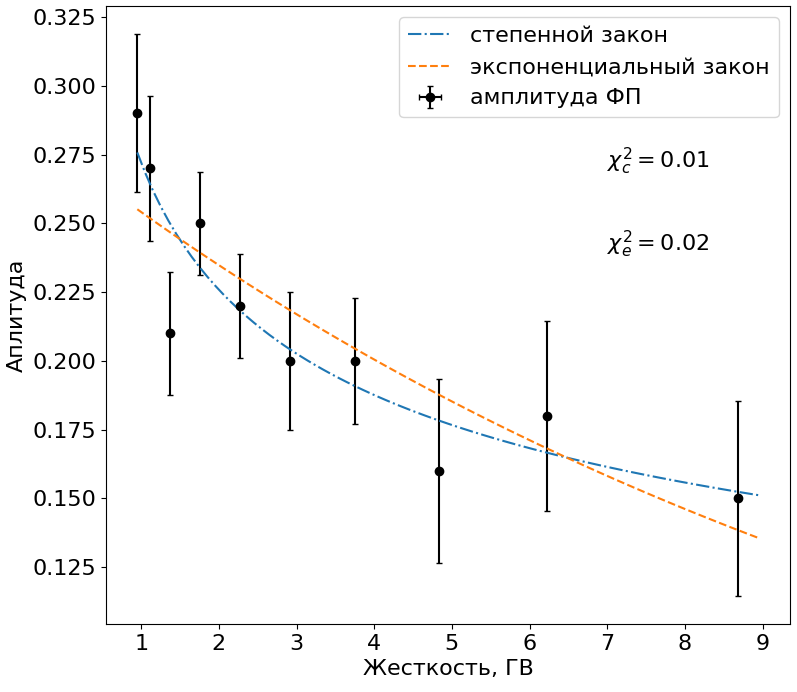 0.325
0.300
0.275
0.250
0.225
0.200
0.175
0.150
0.125
Аплитуда
степенной закон
экспоненциальный закон
амплитуда ФП
χ²_c = 0.01
χ²_e = 0.02
1 2 3 4 5 6 7 8 9
Жесткость, ГВ